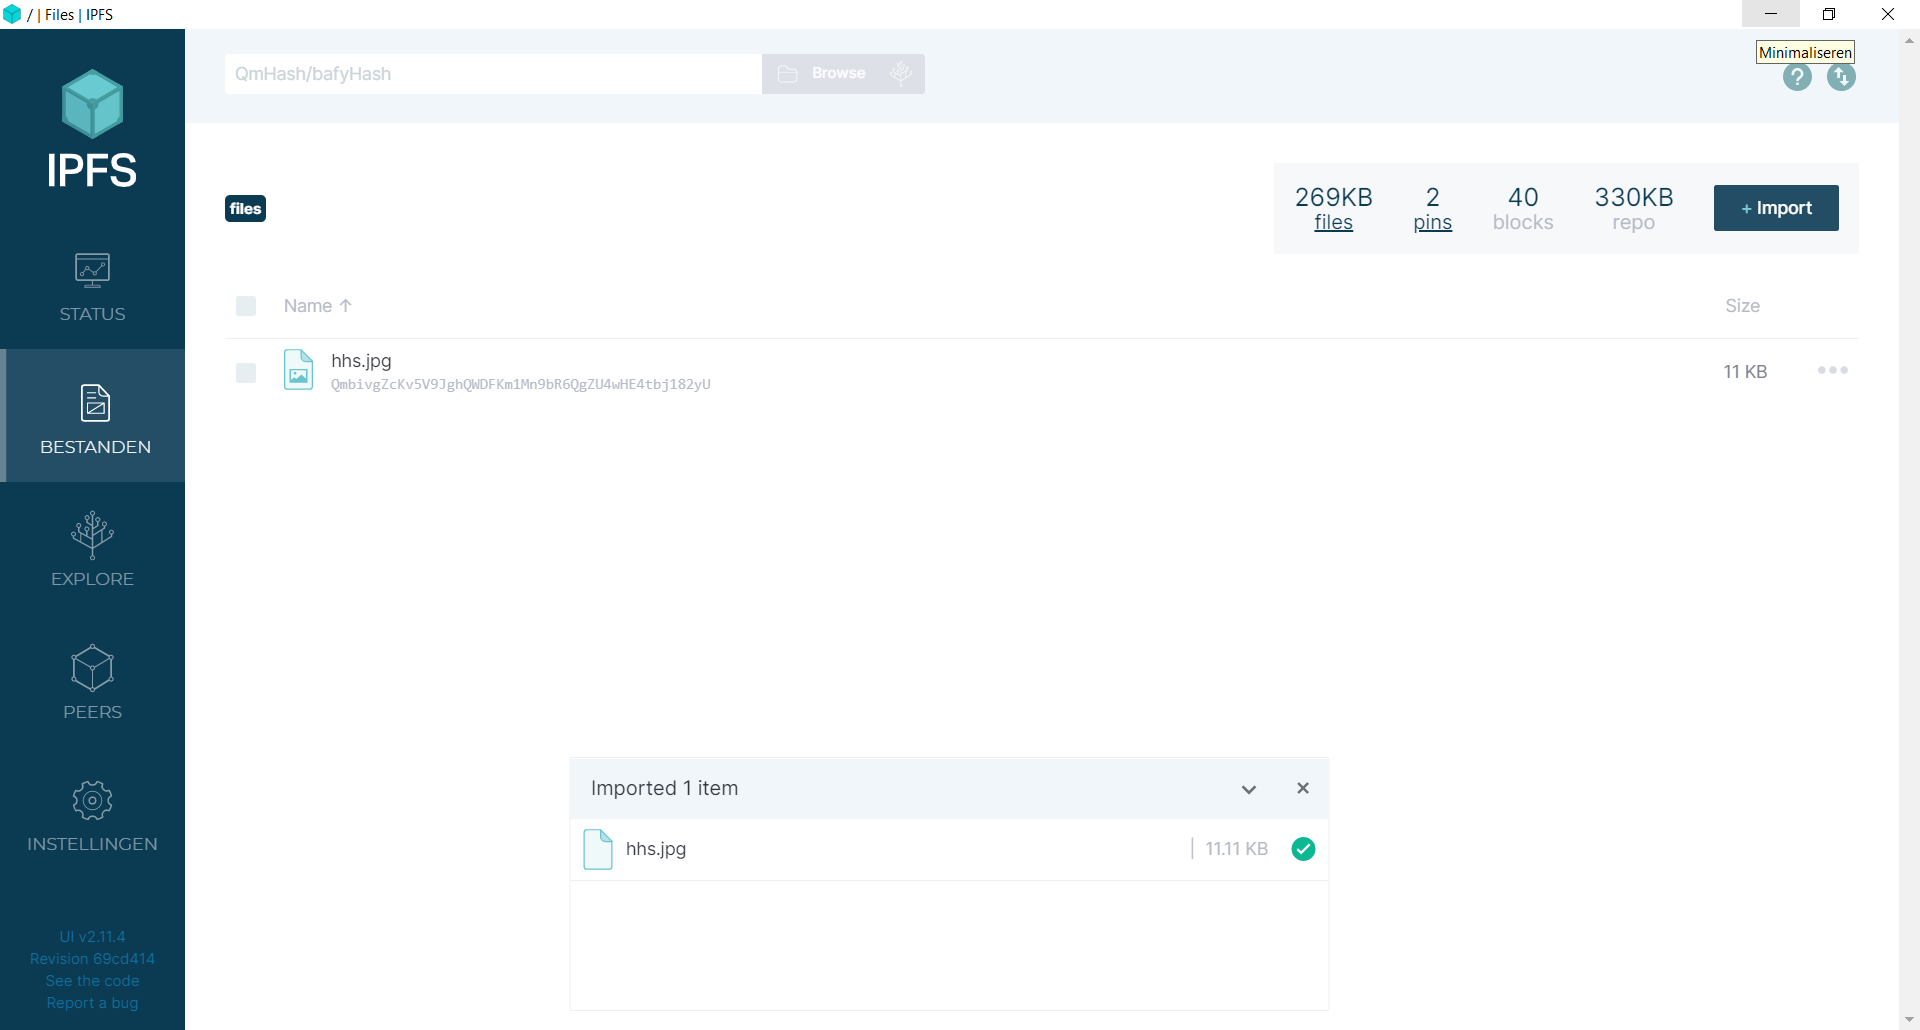 / | Files | IPFS
Minimaliseren
QmHash/bafyHash
Browse
?
IPFS
files
269KB
files
2
pins
40
blocks
330KB
repo
+ Import
STATUS
Name ↑
Size
hhs.jpg
QmbivgZcKv5V9JghQWDFKm1Mn9bR6QgZU4wHE4tbj182yU
11 KB
BESTANDEN
EXPLORE
PEERS
INSTELLINGEN
Imported 1 item
hhs.jpg
11.11 KB
UI v2.11.4
Revision 69cd414
See the code
Report a bug